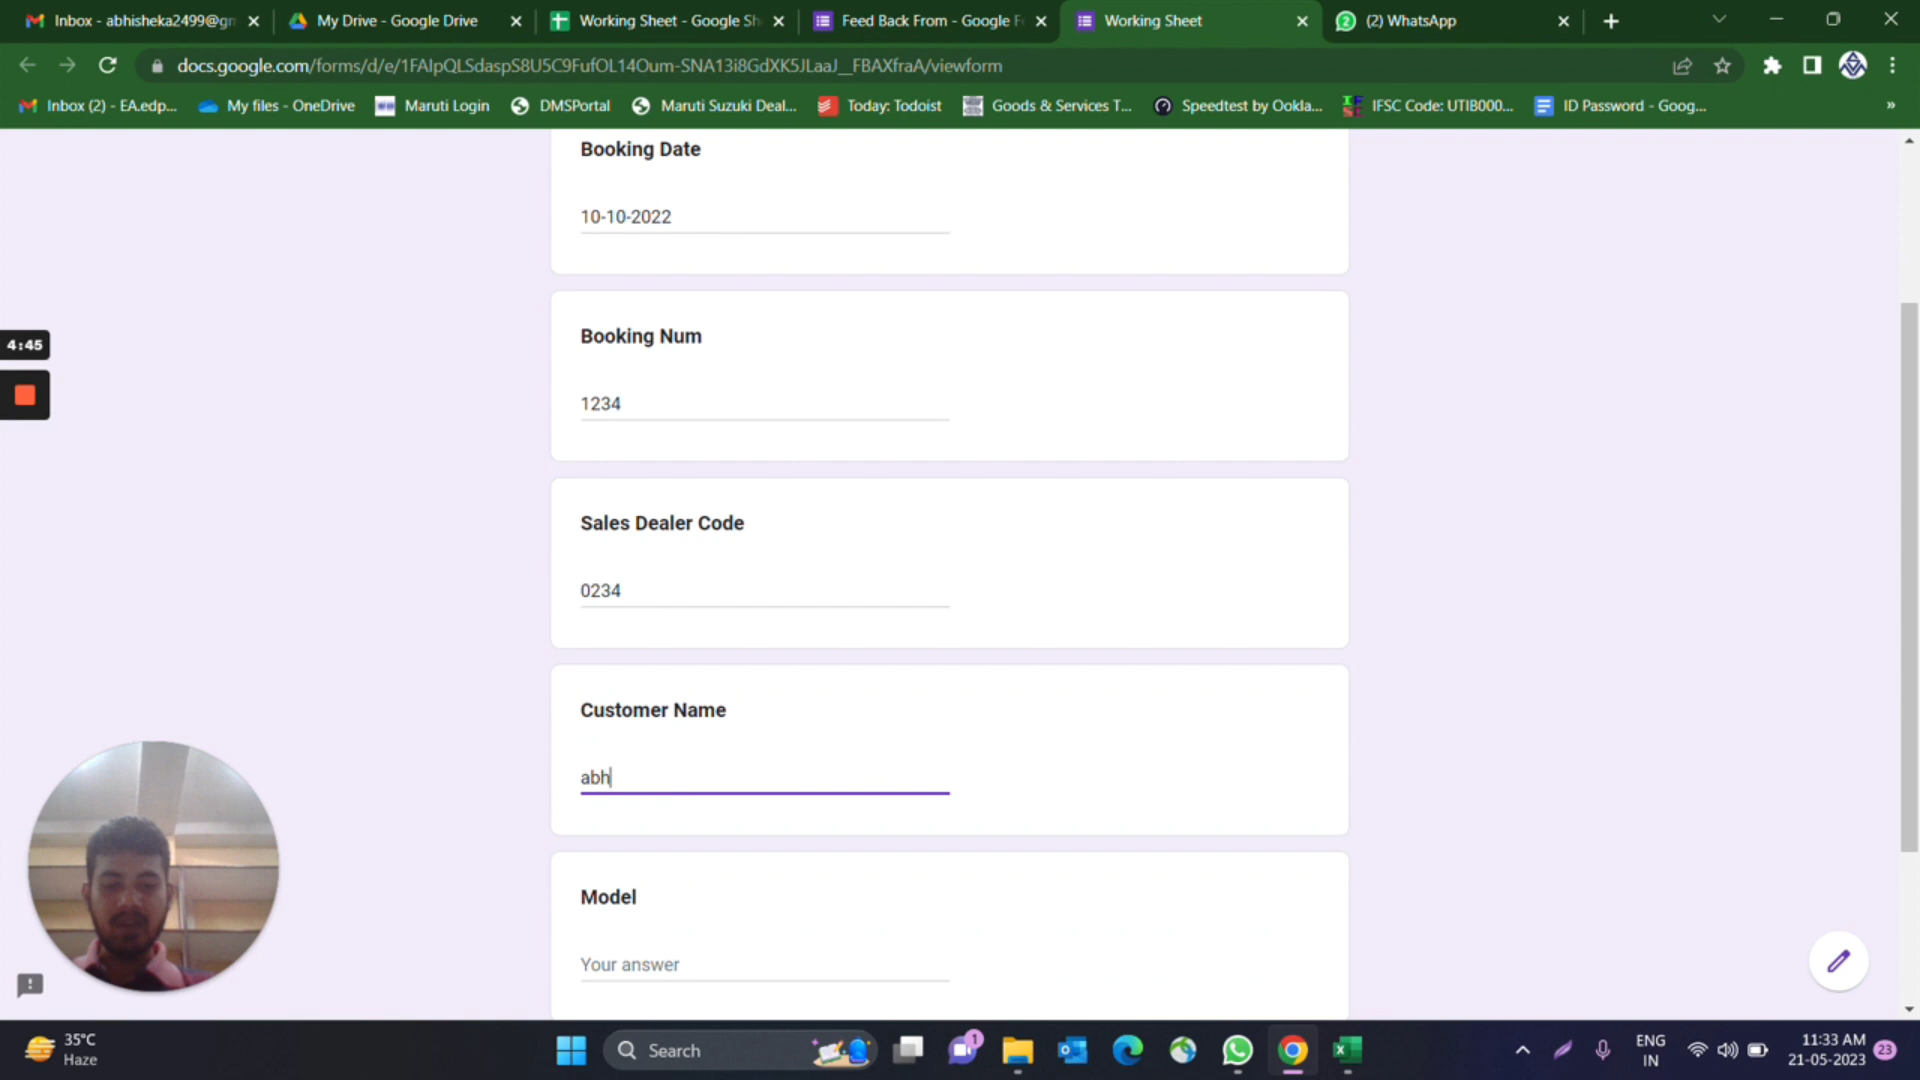 Inbox - abhisheka2499@gm
My Drive - Google Drive
Working Sheet - Google Sh
Feed Back From - Google Fo
Working Sheet
(2) WhatsApp
docs.google.com/forms/d/e/1FAIpQLSdaspS8U5C9FufOL14Oum-SNA13i8GdXK5JLaaJ__FBAXfraA/viewform
Inbox (2) - EA.edp...
My files - OneDrive
Maruti Login
DMSPortal
Maruti Suzuki Deal...
Today: Todoist
Goods & Services T...
Speedtest by Ookla...
IFSC Code: UTIB000...
ID Password - Goog...
»
Booking Date
10-10-2022
4:45
Booking Num
1234
Sales Dealer Code
0234
Customer Name
abh
Model
Your answer
35°C
Haze
Search
1
ENG
IN
11:33 AM
21-05-2023
23